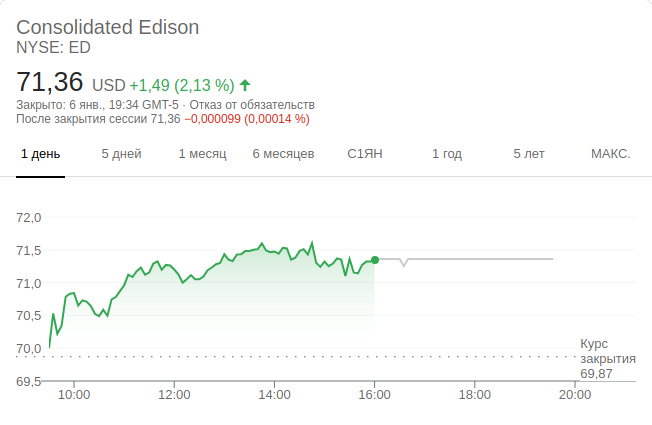 Consolidated Edison
NYSE: ED
71,36 USD +1,49 (2,13 %)
Закрыто: 6 янв., 19:34 GMT-5 · Отказ от обязательств
После закрытия сессии 71,36 −0,000099 (0,00014 %)
1 день 5 дней 1 месяц 6 месяцев С1ЯН 1 год 5 лет МАКС.
72,0
71,5
71,0
70,5
70,0
69,5
Курс
закрытия
69,87
10:00 12:00 14:00 16:00 18:00 20:00